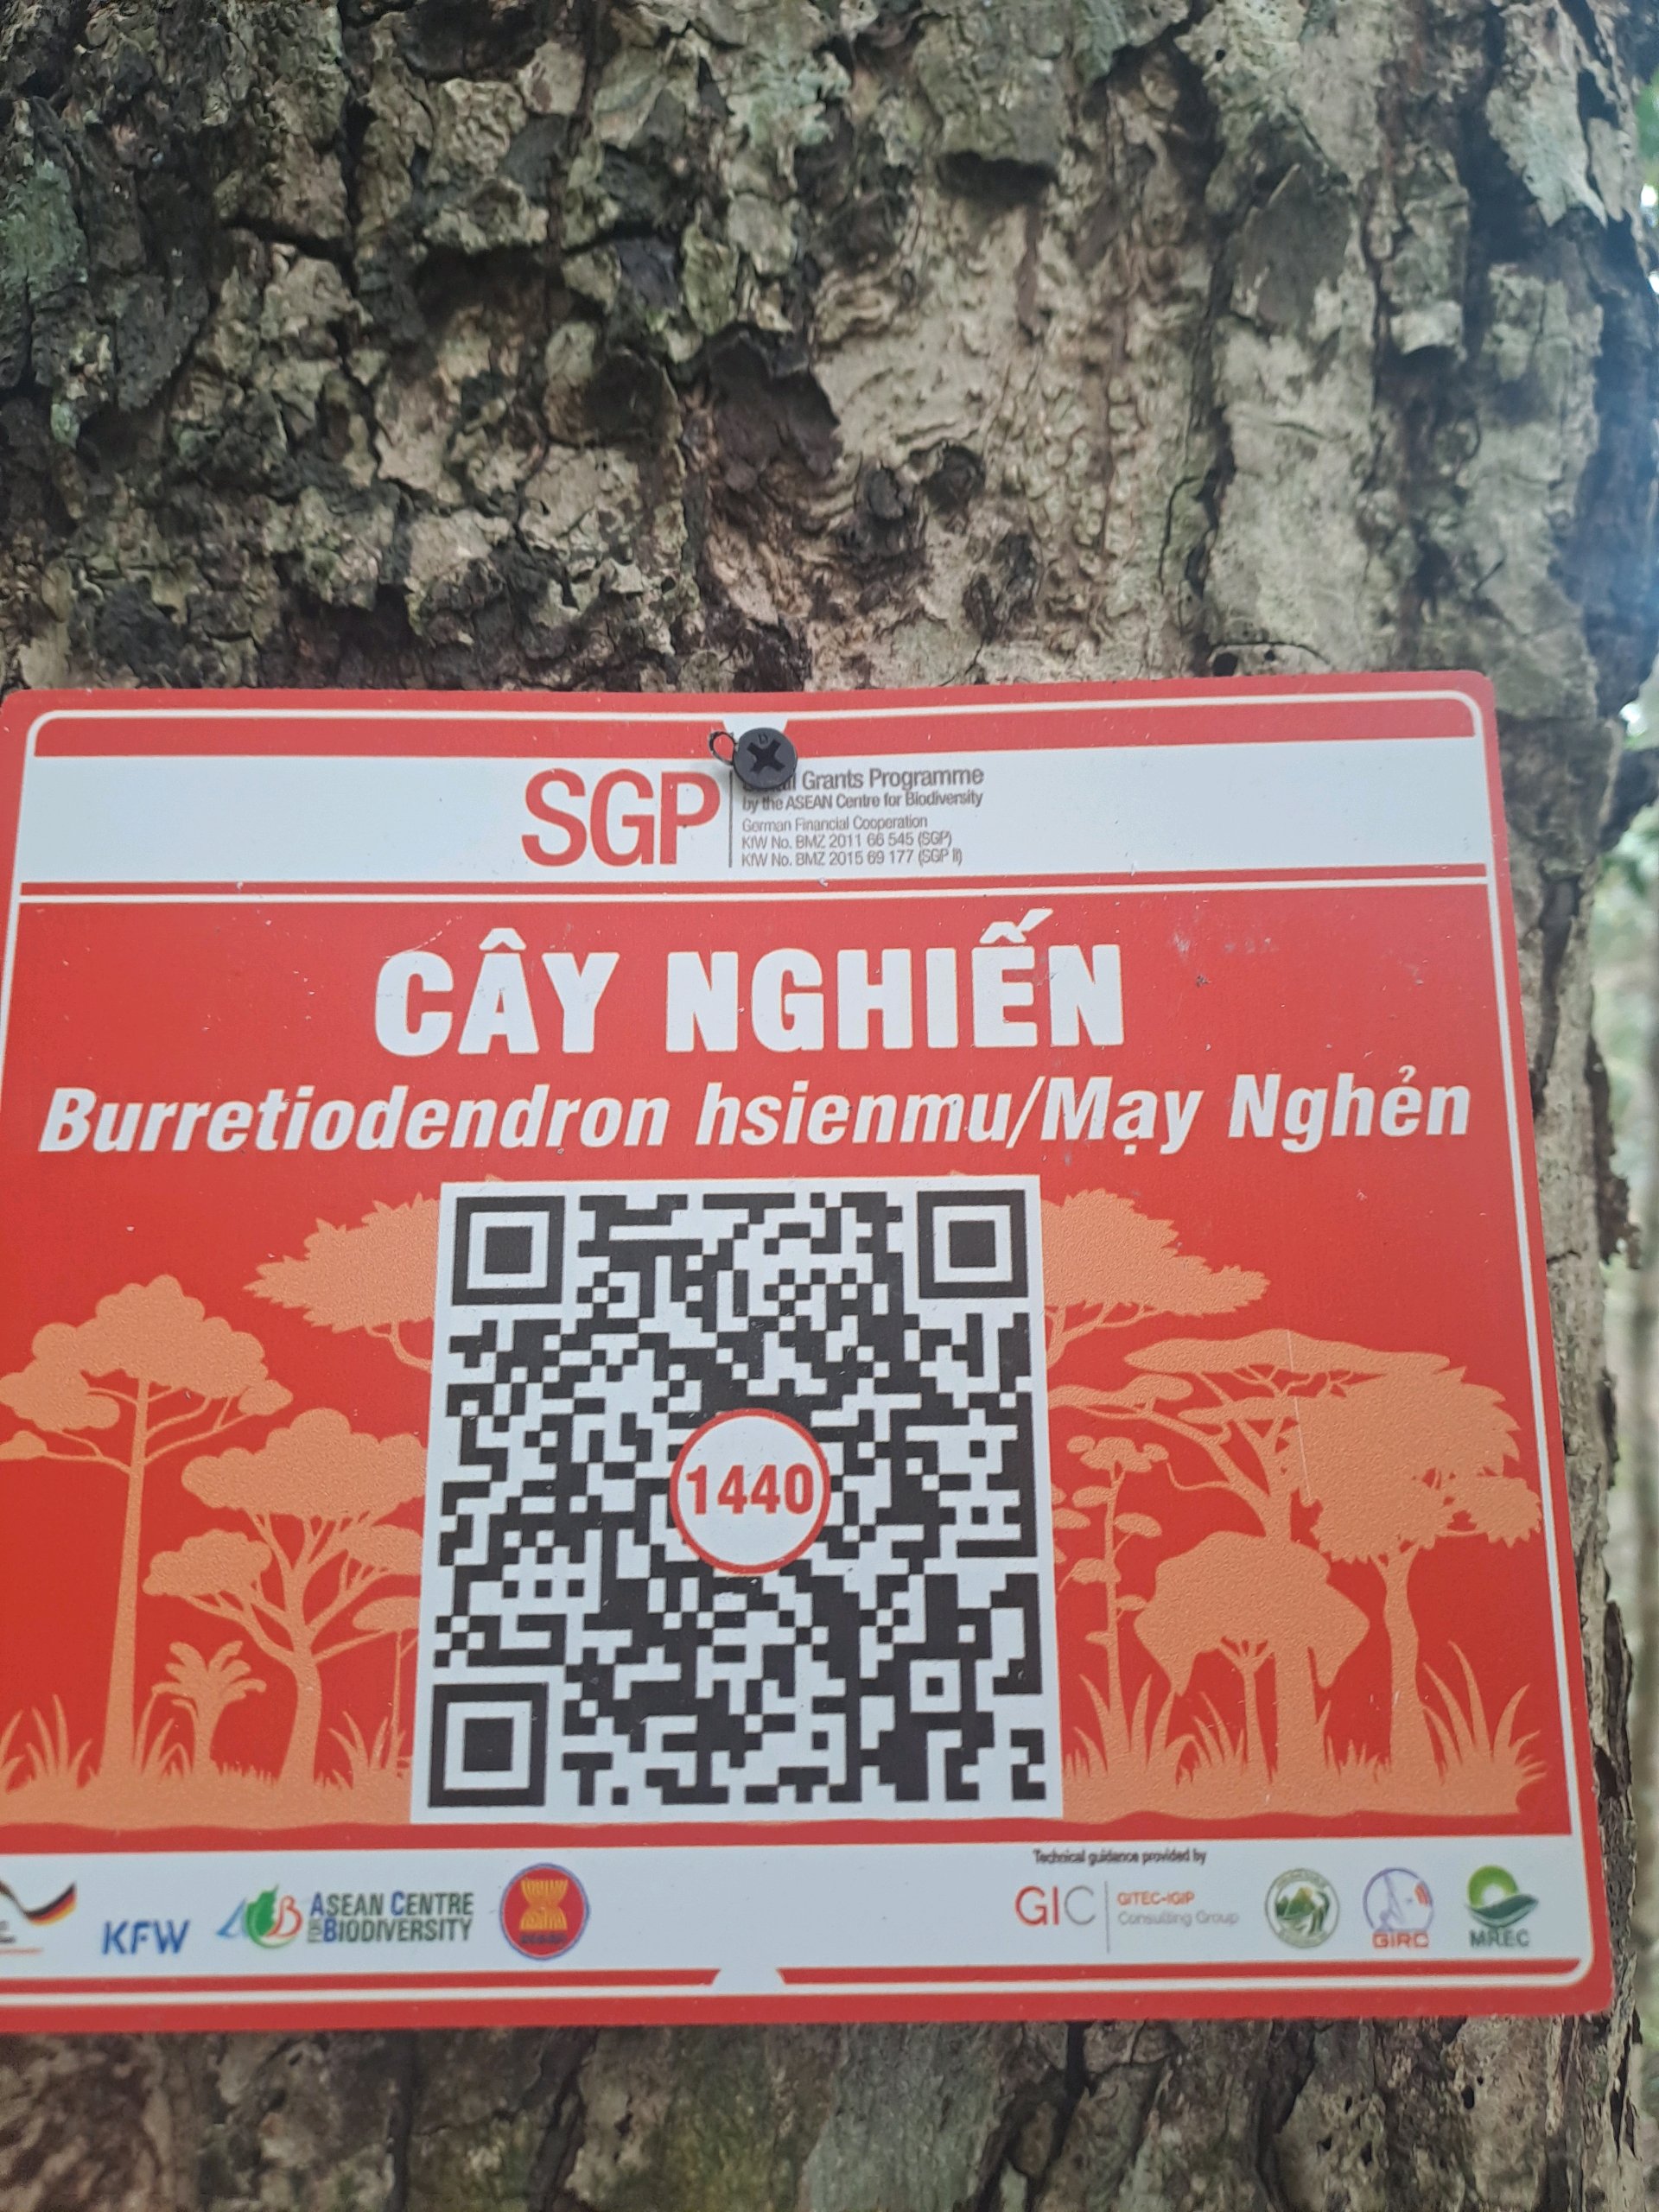 SGP
Grants Programme
by the ASEAN Centre for Biodiversity
German Financial Cooperation
KfW No. BMZ 2011 66 545 (SGP)
KfW No. BMZ 2015 69 177 (SGP II)
CÂY NGHIẾN
Burretiodendron hsienmu/Mạy Nghẻn
1440
Technical guidance provided by
KFW
ASEAN CENTRE
FOR BIODIVERSITY
GIC
GITEC-IGIP
Consulting Group
GIRC
MREC